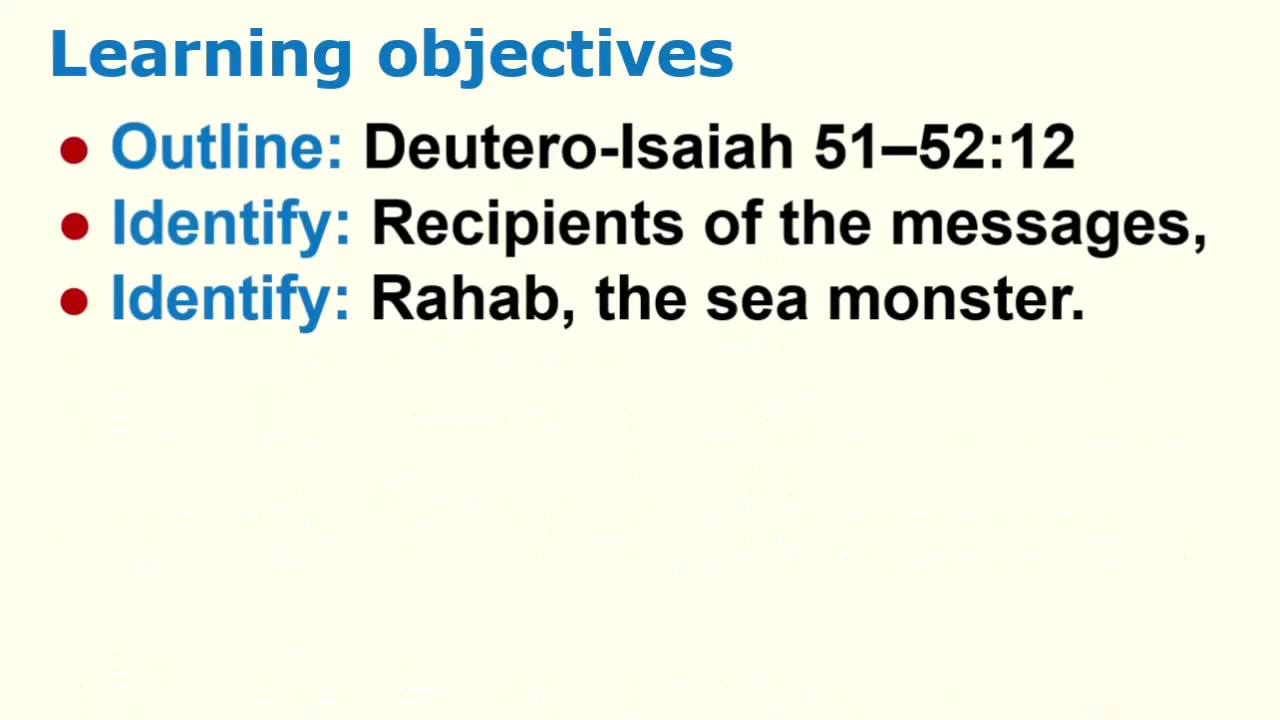 Learning objectives
● Outline: Deutero-Isaiah 51–52:12
● Identify: Recipients of the messages,
● Identify: Rahab, the sea monster.